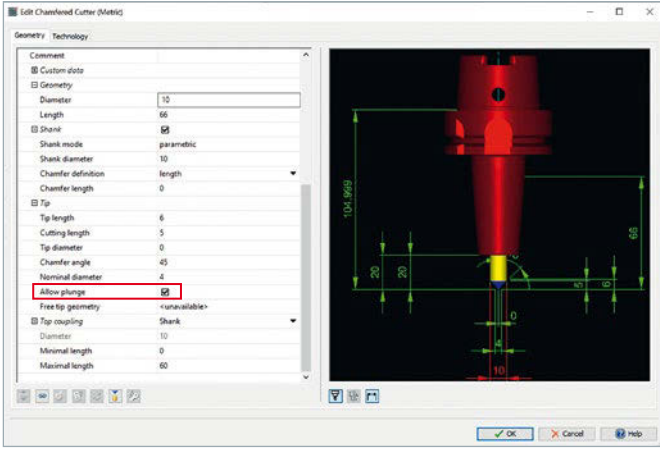 Edit Chamfered Cutter (Metric)
Geometry Technology
Comment
Custom data
Geometry
Diameter 10
Length 66
Shank
Shank mode parametric
Shank diameter 10
Chamfer definition length
Chamfer length 0
Tip
Tip length 6
Cutting length 5
Tip diameter 0
Chamfer angle 45
Nominal diameter 4
Allow plunge
Free tip geometry <unavailable>
Top coupling Shank
Diameter 10
Minimal length 0
Maximal length 60
104,999
66
20
20
5
6
0
4
10
OK Cancel Help